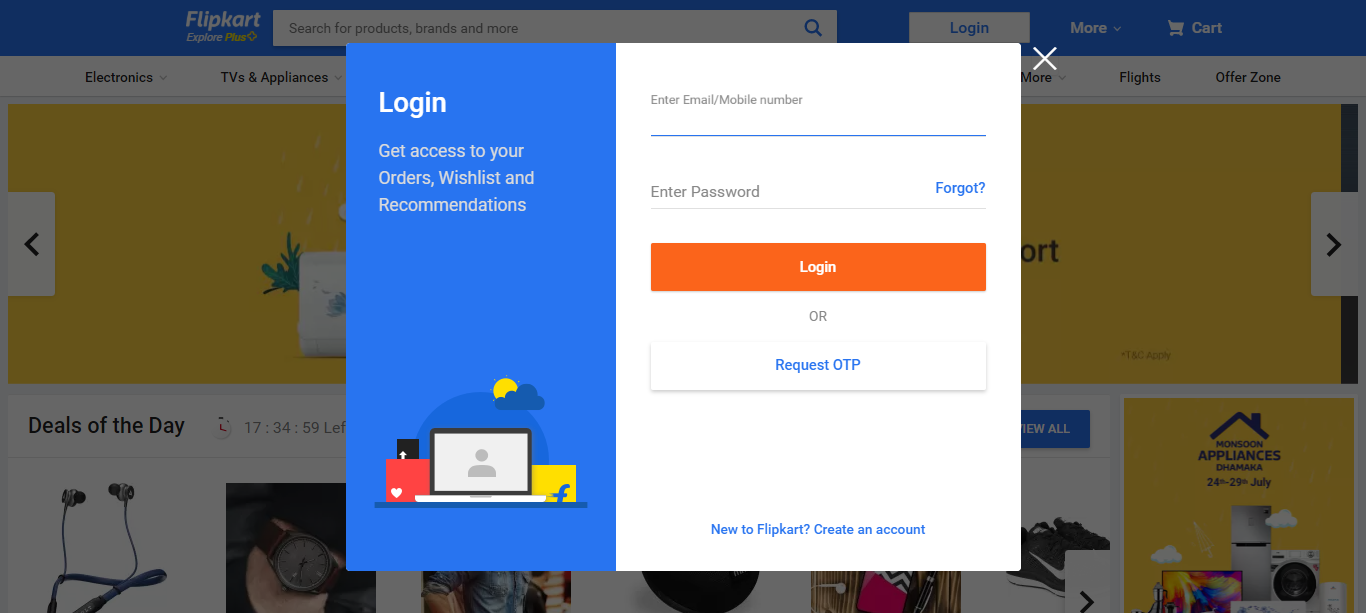 Flipkart
Explore Plus
Search for products, brands and more
Login
More
Cart
Electronics
TVs & Appliances
More
Flights
Offer Zone
Login
Get access to your
Orders, Wishlist and
Recommendations
Enter Email/Mobile number
Enter Password
Forgot?
Login
OR
Request OTP
New to Flipkart? Create an account
ort
*T&C Apply
Deals of the Day
17 : 34 : 59 Lef
VIEW ALL
MONSOON
APPLIANCES
DHAMAKA
24th-29th July